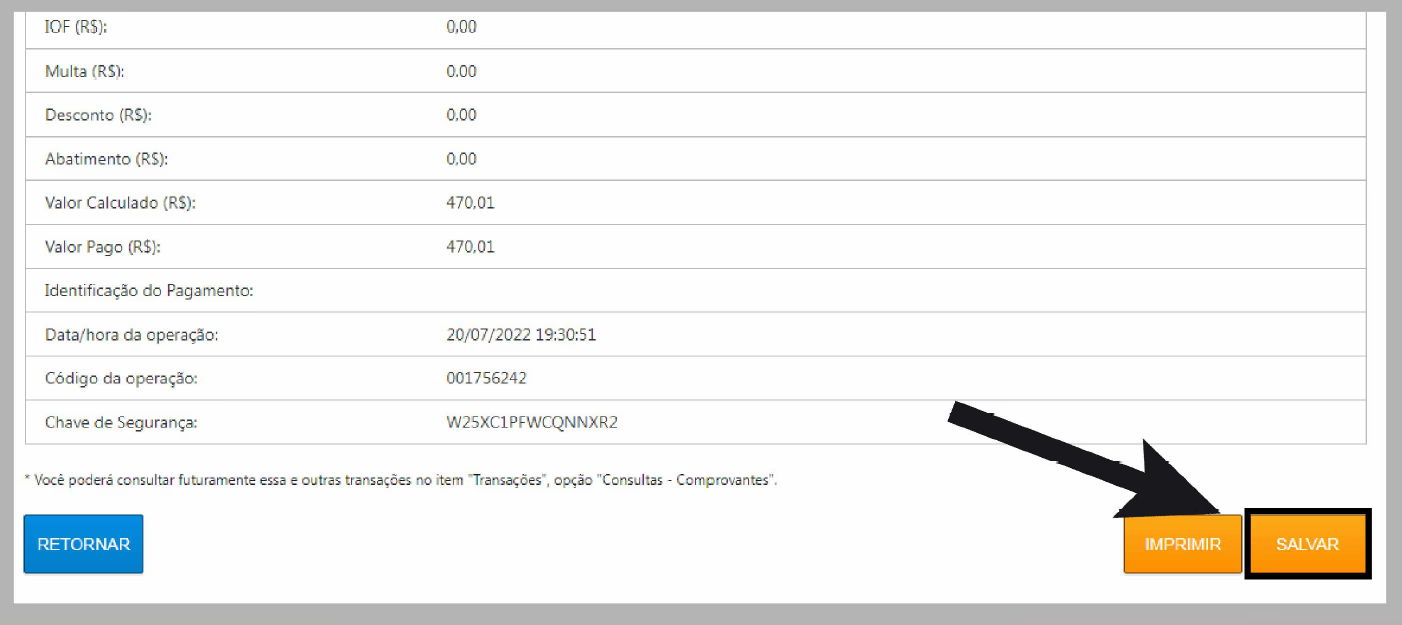 IOF (R$): 0,00
Multa (R$): 0.00
Desconto (R$): 0,00
Abatimento (R$): 0,00
Valor Calculado (R$): 470,01
Valor Pago (R$): 470,01
Identificação do Pagamento:
Data/hora da operação: 20/07/2022 19:30:51
Código da operação: 001756242
Chave de Segurança: W25XC1PFWCQNNXR2
* Você poderá consultar futuramente essa e outras transações no item "Transações", opção "Consultas - Comprovantes".
RETORNAR IMPRIMIR SALVAR